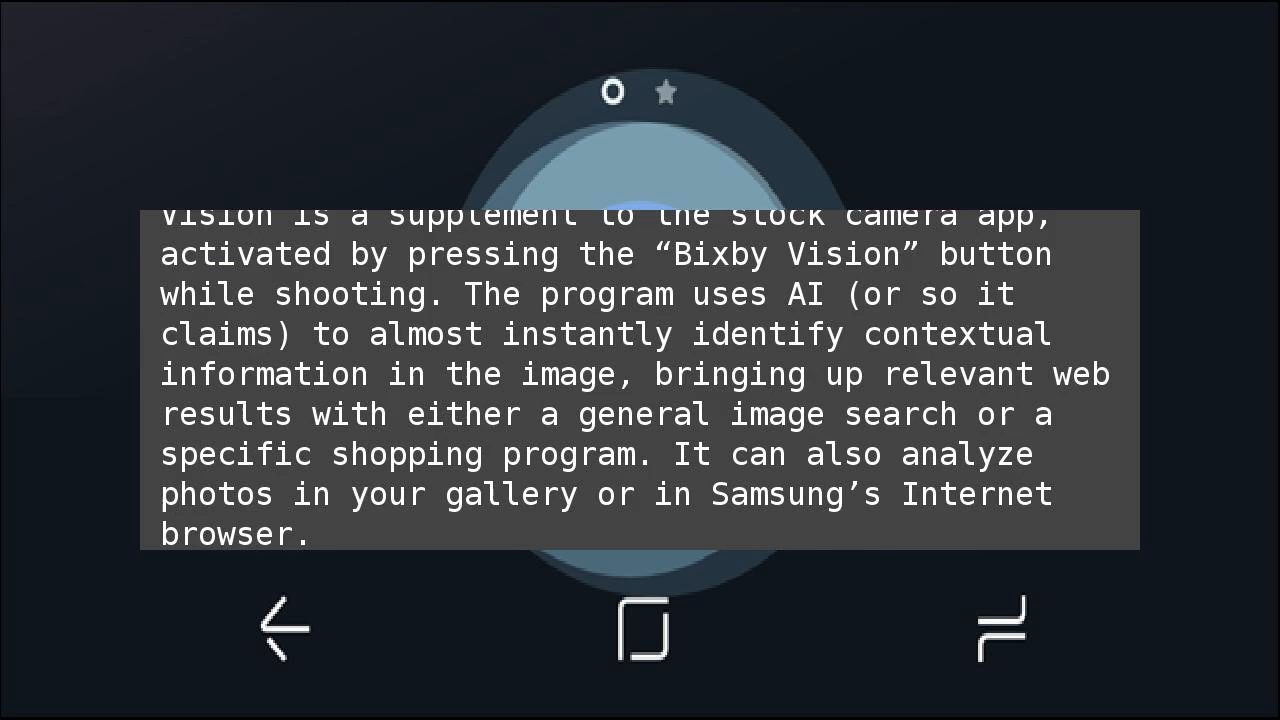 0
Vision is a supplement to the stock camera app,
activated by pressing the “Bixby Vision” button
while shooting. The program uses AI (or so it
claims) to almost instantly identify contextual
information in the image, bringing up relevant web
results with either a general image search or a
specific shopping program. It can also analyze
photos in your gallery or in Samsung’s Internet
browser.